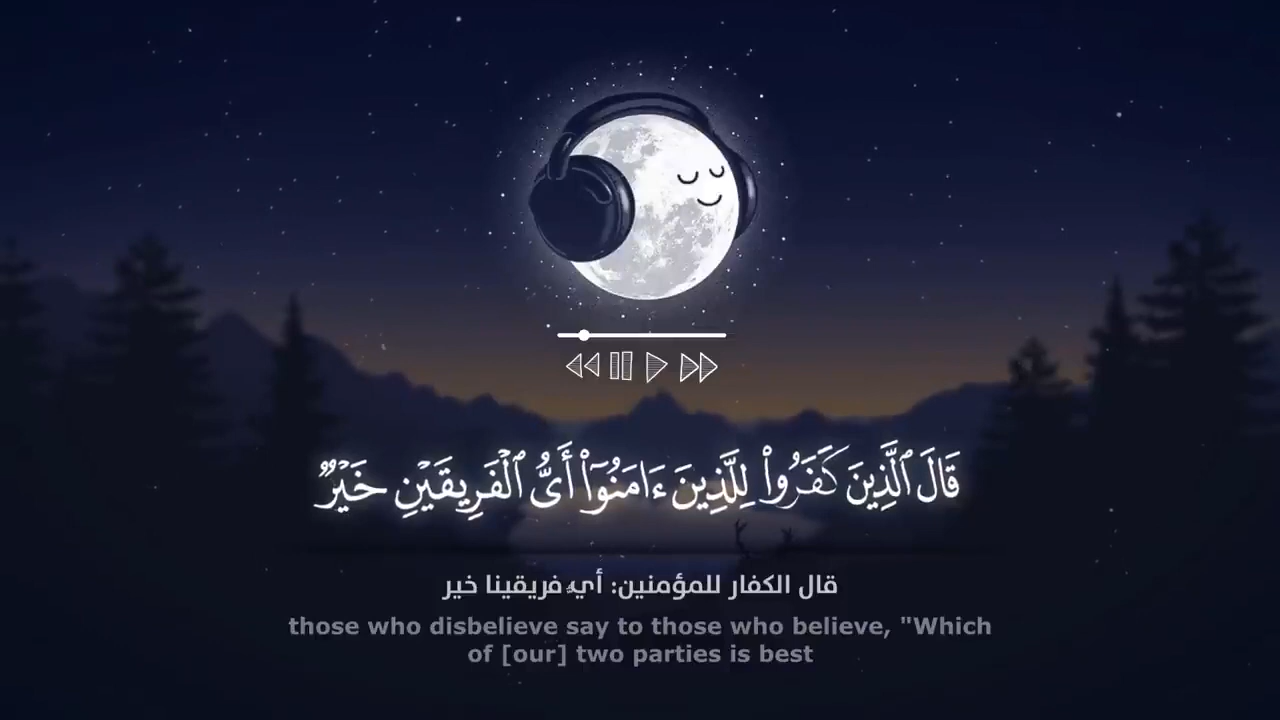 قَالَ ٱلَّذِينَ كَفَرُوا۟ لِلَّذِينَ ءَامَنُوٓا۟ أَىُّ ٱلْفَرِيقَيْنِ خَيْرٌ
قال الكفار للمؤمنين: أي فريقينا خير
those who disbelieve say to those who believe, "Which
of [our] two parties is best